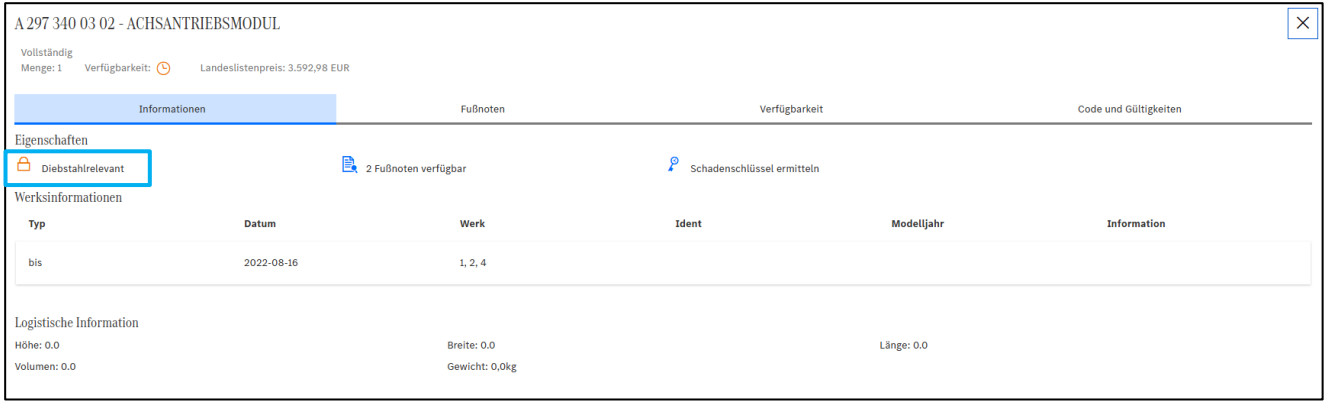 A 297 340 03 02 - ACHSANTRIEBSMODUL
Vollständig
Menge: 1 Verfügbarkeit: Landeslistenpreis: 3.592,98 EUR
Informationen Fußnoten Verfügbarkeit Code und Gültigkeiten
Eigenschaften
Diebstahlrelevant 2 Fußnoten verfügbar Schadenschlüssel ermitteln
Werksinformationen
Typ Datum Werk Ident Modelljahr Information
bis 2022-08-16 1, 2, 4
Logistische Information
Höhe: 0.0 Breite: 0.0 Länge: 0.0
Volumen: 0.0 Gewicht: 0,0kg